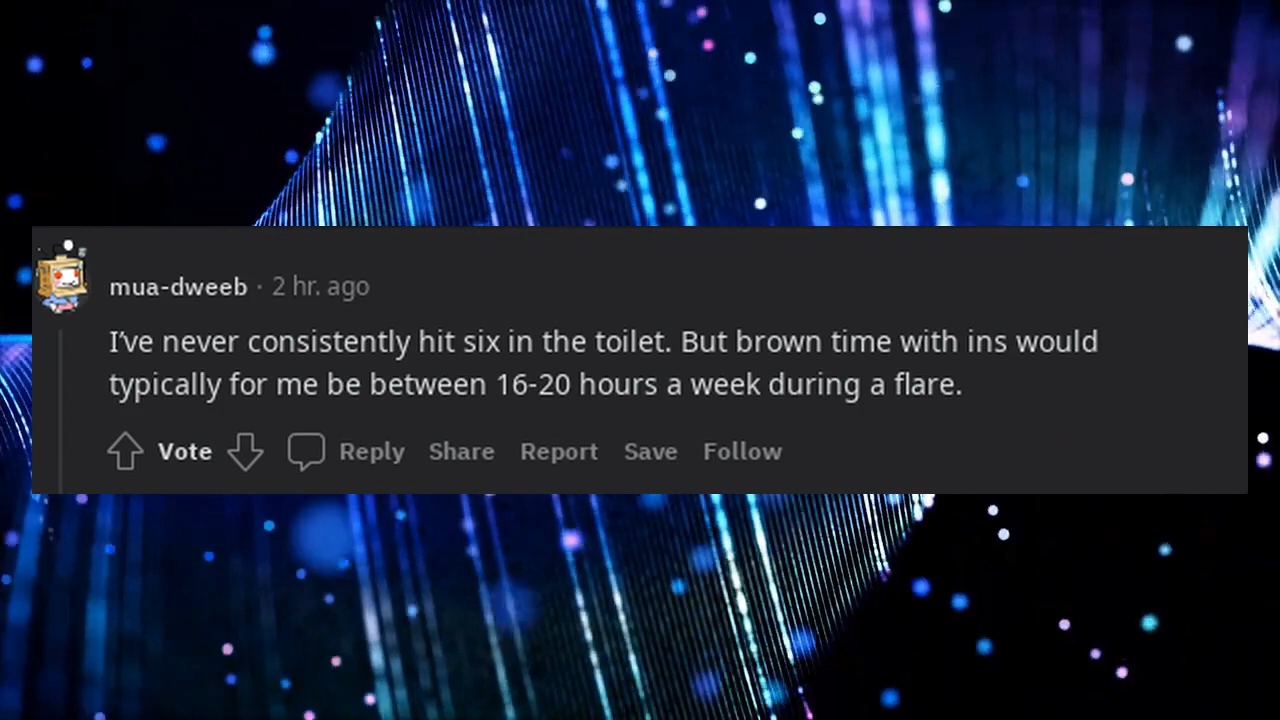 mua-dweeb · 2 hr. ago
I’ve never consistently hit six in the toilet. But brown time with ins would
typically for me be between 16-20 hours a week during a flare.
Vote Reply Share Report Save Follow